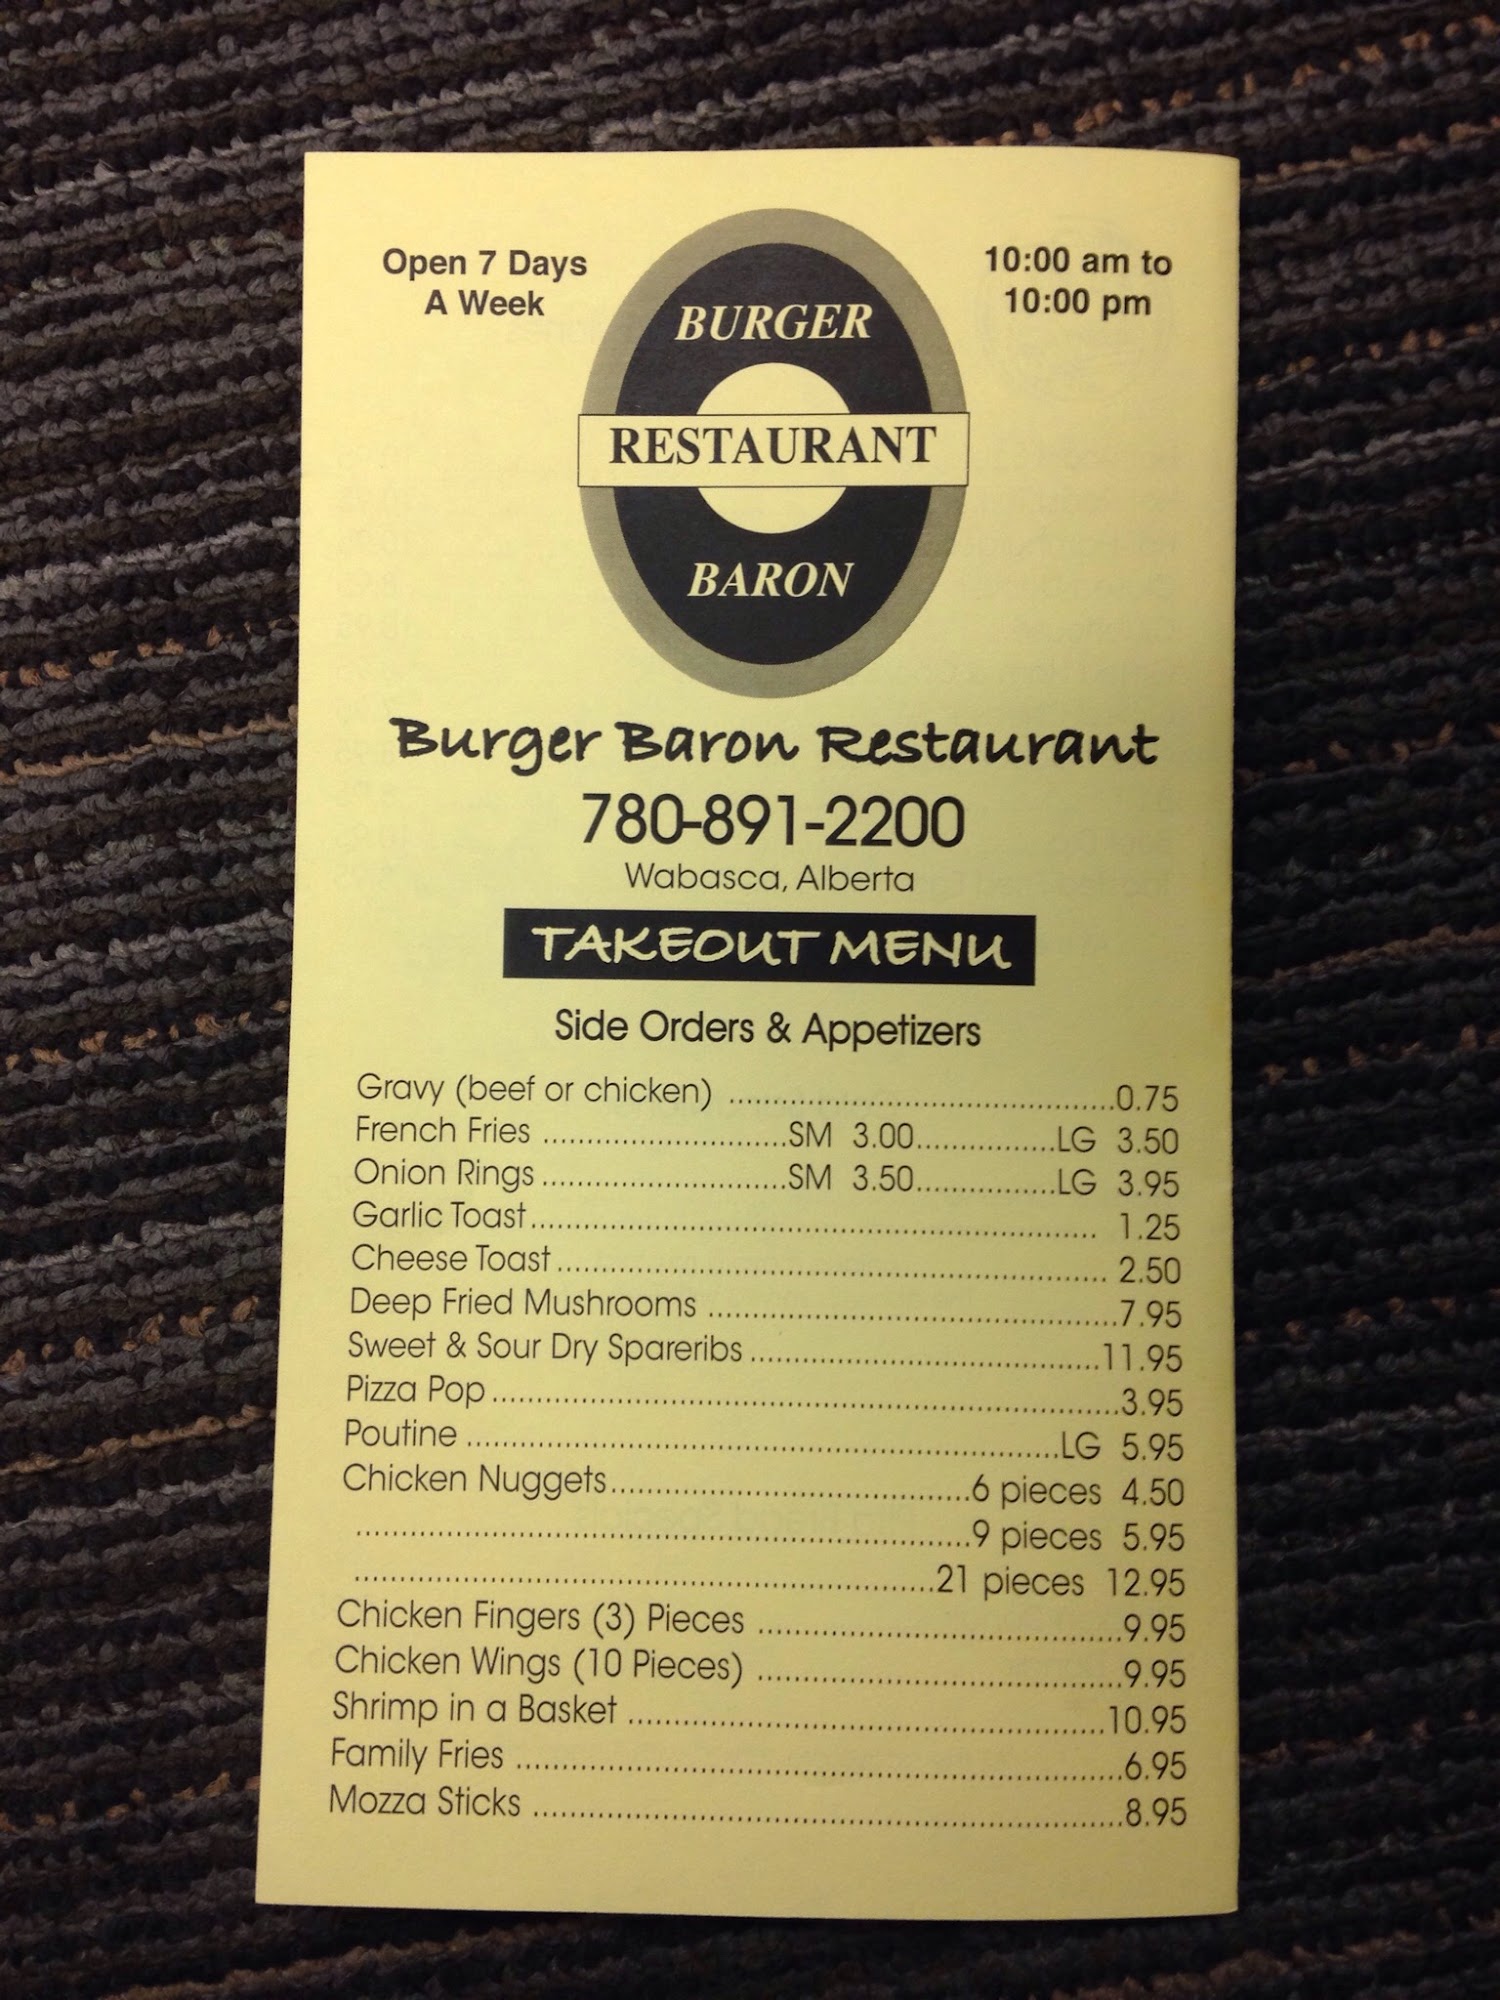 Open 7 Days
A Week
10:00 am to
10:00 pm
BURGER
RESTAURANT
BARON
Burger Baron Restaurant
780-891-2200
Wabasca, Alberta
TAKEOUT MENU
Side Orders & Appetizers
Gravy (beef or chicken) ..........0.75
French Fries ..........SM 3.00..........LG 3.50
Onion Rings ..........SM 3.50..........LG 3.95
Garlic Toast.......... 1.25
Cheese Toast .......... 2.50
Deep Fried Mushrooms ..........7.95
Sweet & Sour Dry Spareribs ..........11.95
Pizza Pop ..........3.95
Poutine ..........LG 5.95
Chicken Nuggets..........6 pieces 4.50
..........9 pieces 5.95
..........21 pieces 12.95
Chicken Fingers (3) Pieces ..........9.95
Chicken Wings (10 Pieces) ..........9.95
Shrimp in a Basket ..........10.95
Family Fries ..........6.95
Mozza Sticks ..........8.95